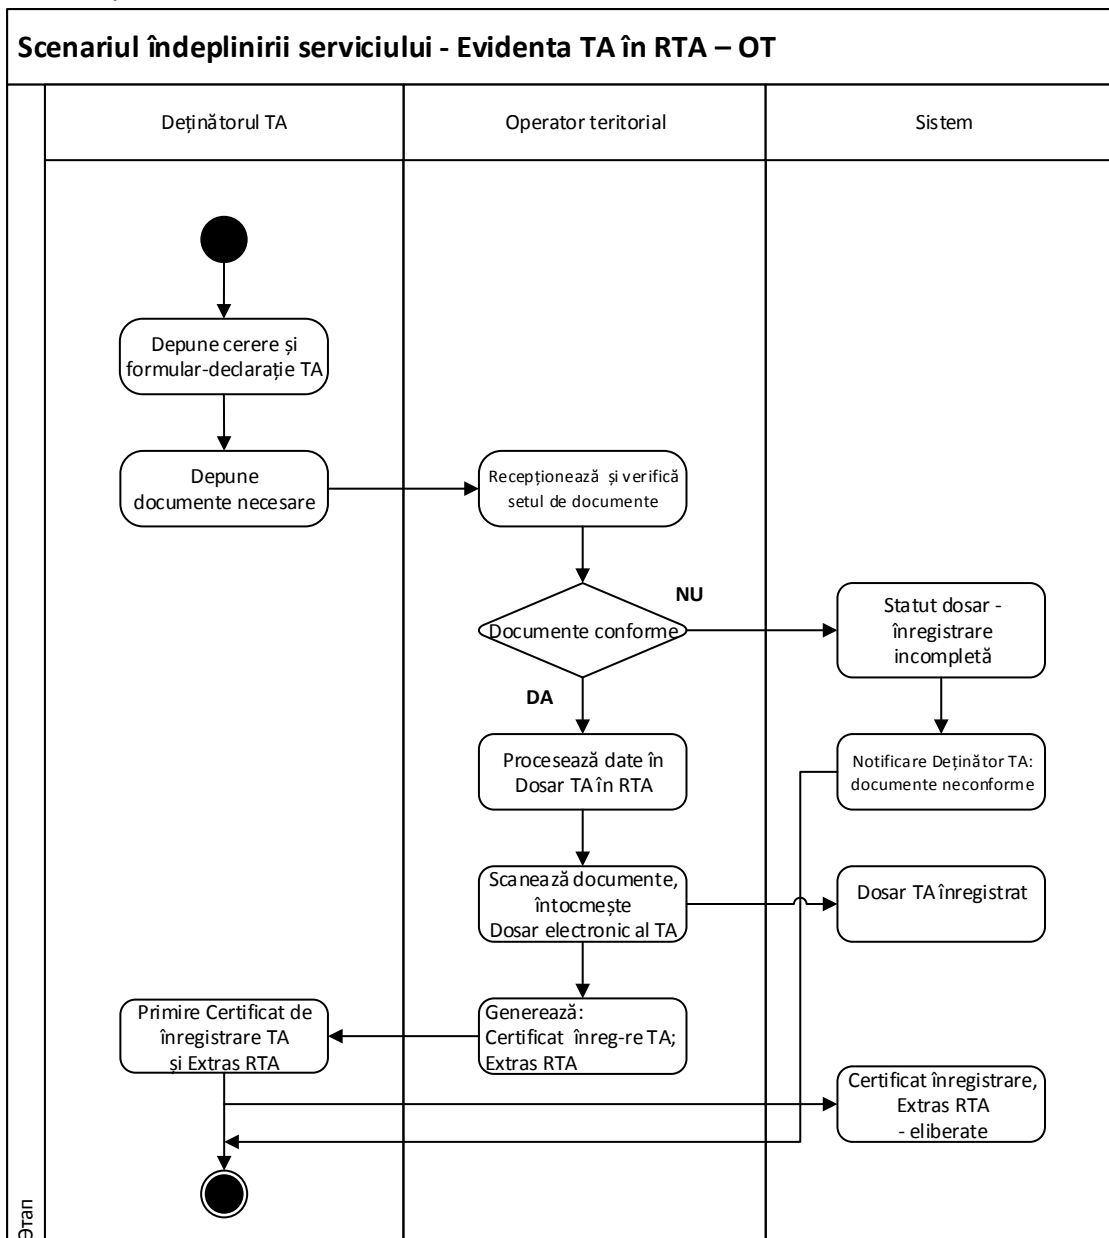 Scenariul îndeplinirii serviciului - Evidenta TA în RTA – OT
Deținătorul TA
Operator teritorial
Sistem
Depune cerere și
formular-declarație TA
Depune
documente necesare
Recepționează și verifică
setul de documente
Documente conforme
NU
Statut dosar -
înregistrare
incompletă
DA
Procesează date în
Dosar TA în RTA
Notificare Deținător TA:
documente neconforme
Scanează documente,
întocmește
Dosar electronic al TA
Dosar TA înregistrat
Generează:
Certificat înreg-re TA;
Extras RTA
Primire Certificat de
înregistrare TA
și Extras RTA
Certificat înregistrare,
Extras RTA
- eliberate
Этап